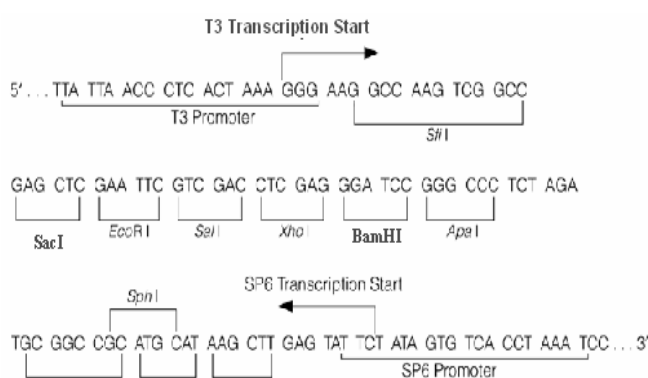 T3 Transcription Start
5' ... TTA TTA ACC CTC ACT AAA GGG AAG GCC AAG TCG GCC
T3 Promoter
Sfi I
GAG CTC GAA TTC GTC GAC CTC GAG GGA TCC GGG CCC TCT AGA
SacI
EcoR I
Sal I
Xho I
BamHI
Apa I
Sph I
SP6 Transcription Start
TGC GGC CGC ATG CAT AAG CTT GAG TAT TCT ATA GTG TCA CCT AAA TCC ... 3'
SP6 Promoter